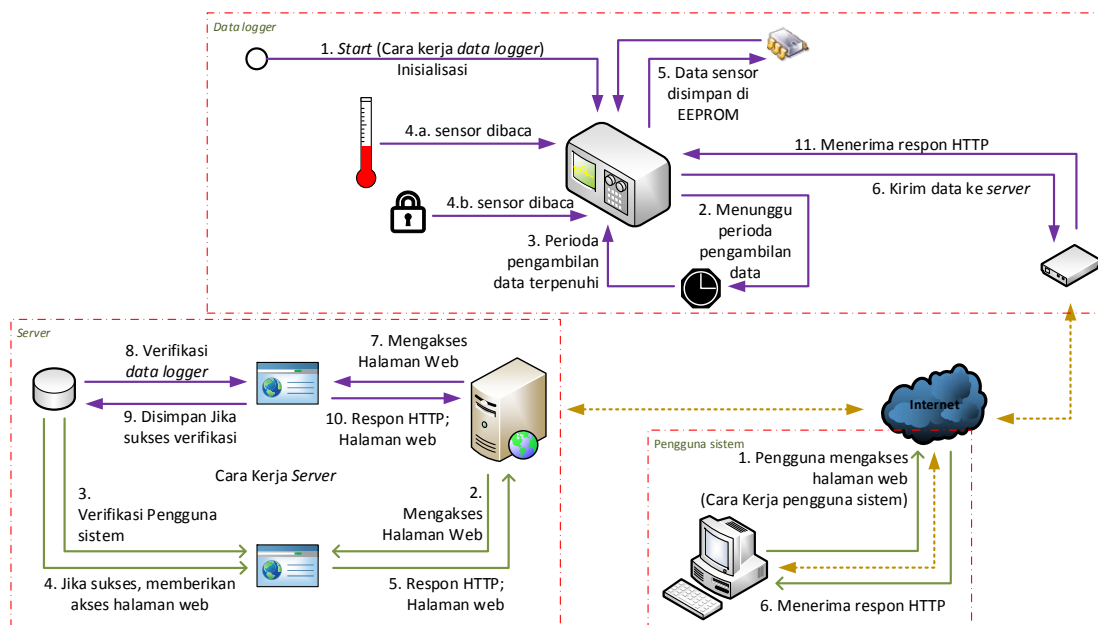 Data logger
1. Start (Cara kerja data logger)
Inisialisasi
5. Data sensor
disimpan di
EEPROM
4.a. sensor dibaca
11. Menerima respon HTTP
6. Kirim data ke server
4.b. sensor dibaca
2. Menunggu
perioda
pengambilan
data
3. Perioda
pengambilan
data terpenuhi
Server
8. Verifikasi
data logger
7. Mengakses
Halaman Web
9. Disimpan Jika
sukses verifikasi
10. Respon HTTP;
Halaman web
Cara Kerja Server
3.
Verifikasi Pengguna
sistem
2.
Mengakses
Halaman Web
4. Jika sukses, memberikan
akses halaman web
5. Respon HTTP;
Halaman web
Internet
Pengguna sistem
1. Pengguna mengakses
halaman web
(Cara Kerja pengguna sistem)
6. Menerima respon HTTP